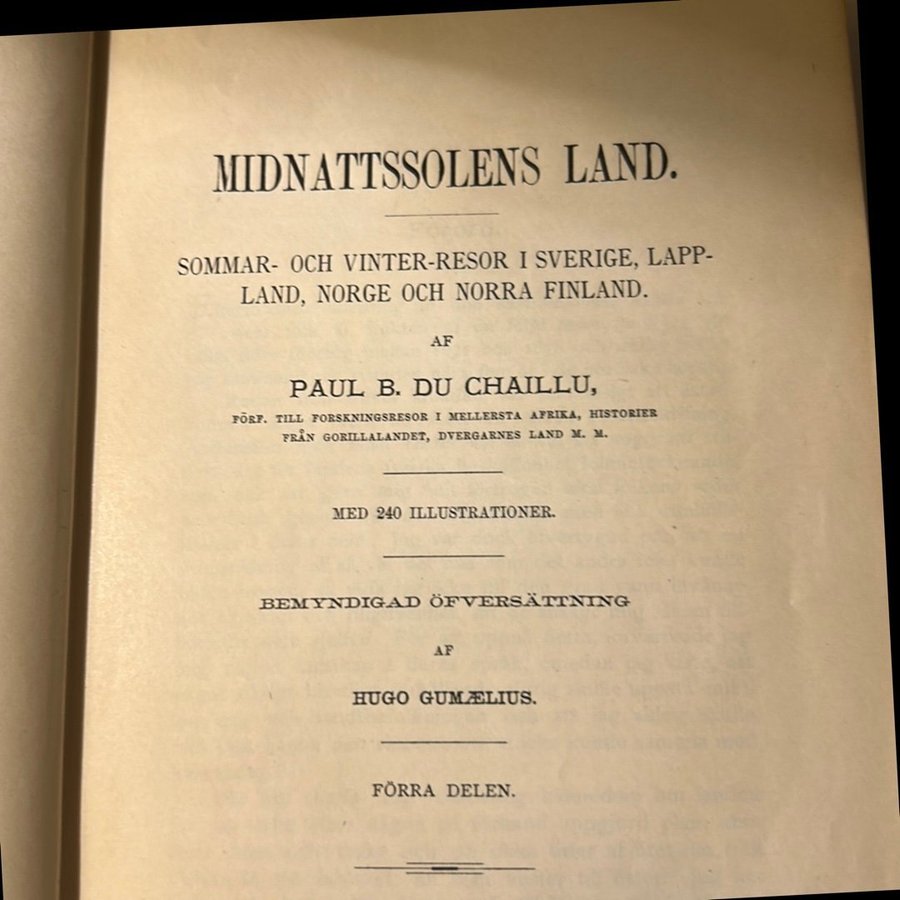 MIDNATTSSOLENS LAND.
SOMMAR- OCH VINTER-RESOR I SVERIGE, LAPP-
LAND, NORGE OCH NORRA FINLAND.
AF
PAUL B. DU CHAILLU,
FÖRF. TILL FORSKNINGSRESOR I MELLERSTA AFRIKA, HISTORIER
FRÅN GORILLALANDET, DVERGARNES LAND M. M.
MED 240 ILLUSTRATIONER.
BEMYNDIGAD ÖFVERSÄTTNING
AF
HUGO GUMÆLIUS.
FÖRRA DELEN.